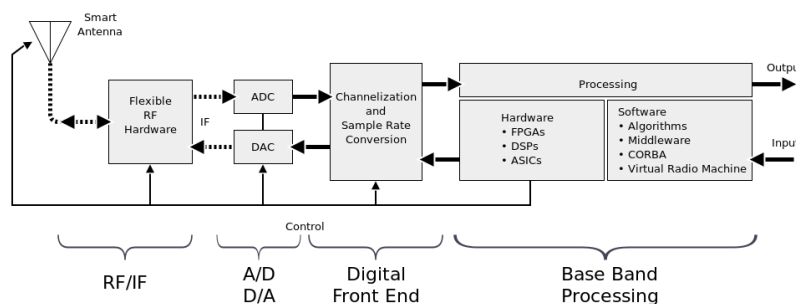 Smart
Antenna
Flexible
RF
Hardware
IF
ADC
DAC
Channelization
and
Sample Rate
Conversion
Processing
Hardware
• FPGAs
• DSPs
• ASICs
Software
• Algorithms
• Middleware
• CORBA
• Virtual Radio Machine
Outpu
Input
Control
RF/IF
A/D
D/A
Digital
Front End
Base Band
Processing